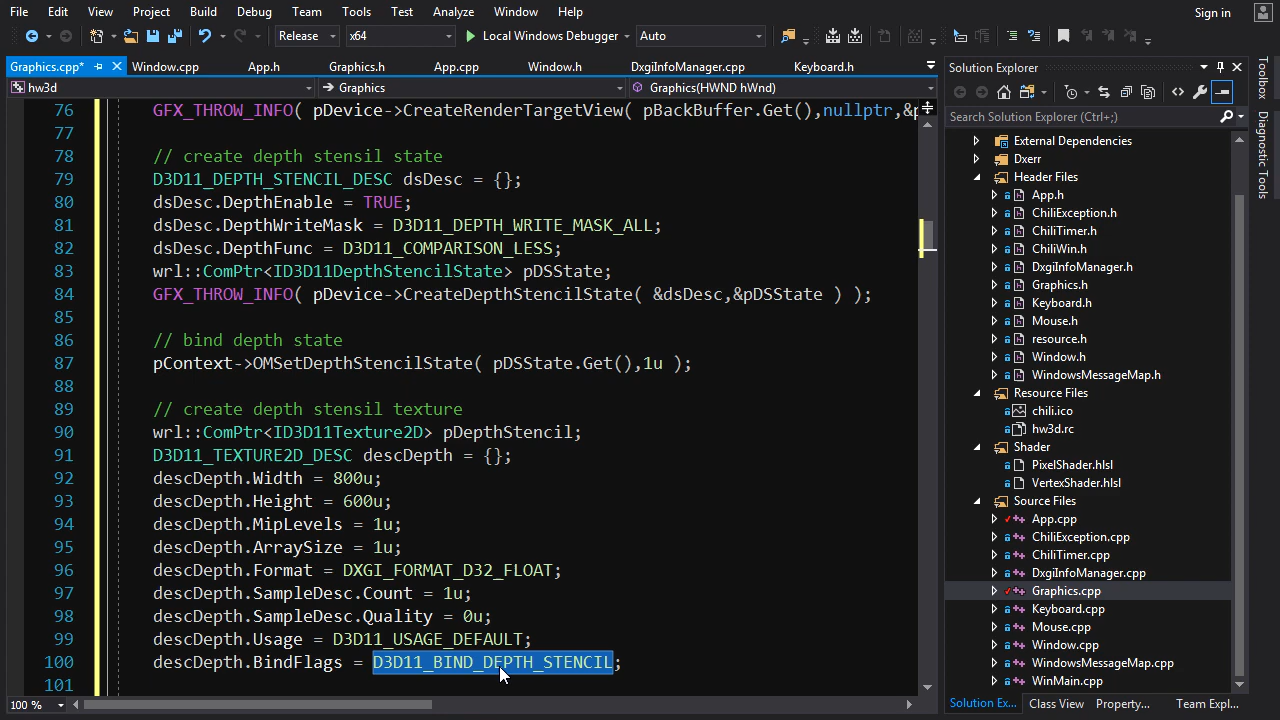 File Edit View Project Build Debug Team Tools Test Analyze Window Help Sign in
Release x64 Local Windows Debugger Auto
Graphics.cpp* Window.cpp App.h Graphics.h App.cpp Window.h DxgiInfoManager.cpp Keyboard.h
hw3d Graphics Graphics(HWND hWnd)
76 GFX_THROW_INFO( pDevice->CreateRenderTargetView( pBackBuffer.Get(),nullptr,&p
77
78 // create depth stensil state
79 D3D11_DEPTH_STENCIL_DESC dsDesc = {};
80 dsDesc.DepthEnable = TRUE;
81 dsDesc.DepthWriteMask = D3D11_DEPTH_WRITE_MASK_ALL;
82 dsDesc.DepthFunc = D3D11_COMPARISON_LESS;
83 wrl::ComPtr<ID3D11DepthStencilState> pDSState;
84 GFX_THROW_INFO( pDevice->CreateDepthStencilState( &dsDesc,&pDSState ) );
85
86 // bind depth state
87 pContext->OMSetDepthStencilState( pDSState.Get(),1u );
88
89 // create depth stensil texture
90 wrl::ComPtr<ID3D11Texture2D> pDepthStencil;
91 D3D11_TEXTURE2D_DESC descDepth = {};
92 descDepth.Width = 800u;
93 descDepth.Height = 600u;
94 descDepth.MipLevels = 1u;
95 descDepth.ArraySize = 1u;
96 descDepth.Format = DXGI_FORMAT_D32_FLOAT;
97 descDepth.SampleDesc.Count = 1u;
98 descDepth.SampleDesc.Quality = 0u;
99 descDepth.Usage = D3D11_USAGE_DEFAULT;
100 descDepth.BindFlags = D3D11_BIND_DEPTH_STENCIL;
101
100 %
Solution Explorer
Search Solution Explorer (Ctrl+;)
External Dependencies
Dxerr
Header Files
App.h
ChiliException.h
ChiliTimer.h
ChiliWin.h
DxgiInfoManager.h
Graphics.h
Keyboard.h
Mouse.h
resource.h
Window.h
WindowsMessageMap.h
Resource Files
chili.ico
hw3d.rc
Shader
PixelShader.hlsl
VertexShader.hlsl
Source Files
App.cpp
ChiliException.cpp
ChiliTimer.cpp
DxgiInfoManager.cpp
Graphics.cpp
Keyboard.cpp
Mouse.cpp
Window.cpp
WindowsMessageMap.cpp
WinMain.cpp
Solution Ex... Class View Property... Team Expl...
Toolbox
Diagnostic Tools